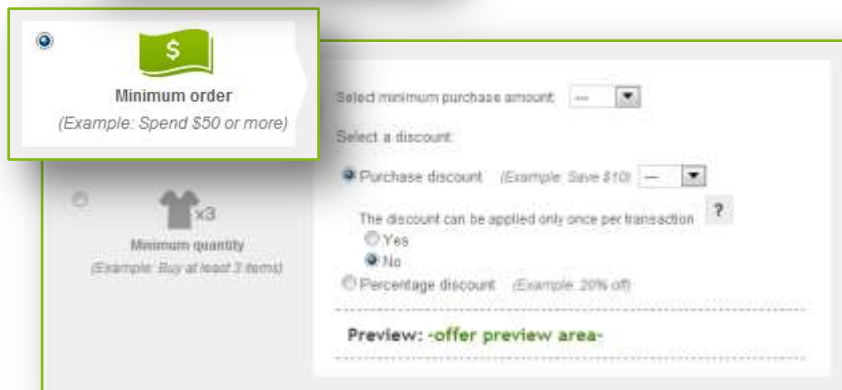 $
Minimum order
(Example: Spend $50 or more)
Select minimum purchase amount: ---
Select a discount:
Purchase discount (Example: Save $10) ---
The discount can be applied only once per transaction ?
Yes
No
Percentage discount (Example: 20% off)
x3
Minimum quantity
(Example: Buy at least 3 items)
Preview: -offer preview area-